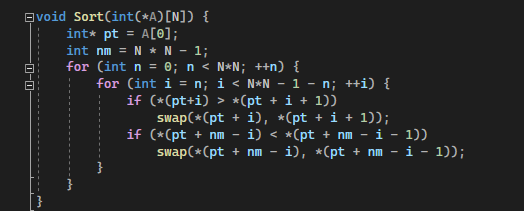 void Sort(int(*A)[N]) {
    int* pt = A[0];
    int nm = N * N - 1;
    for (int n = 0; n < N*N; ++n) {
        for (int i = n; i < N*N - 1 - n; ++i) {
            if (*(pt+i) > *(pt + i + 1))
                swap(*(pt + i), *(pt + i + 1));
            if (*(pt + nm - i) < *(pt + nm - i - 1))
                swap(*(pt + nm - i), *(pt + nm - i - 1));
        }
    }
}